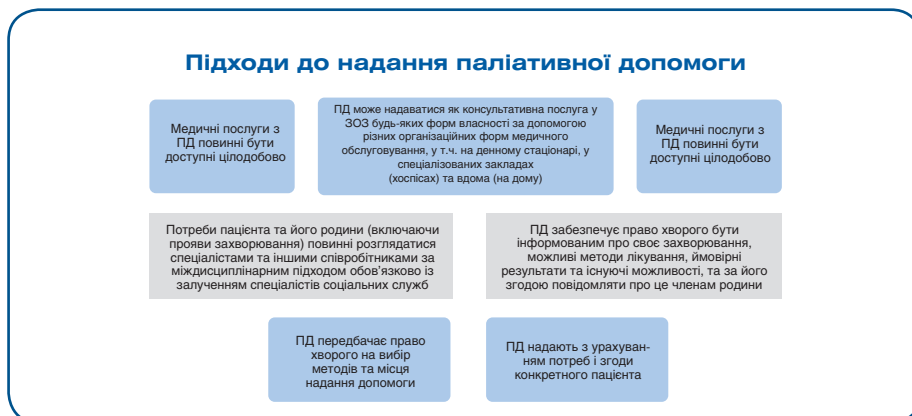 Підходи до надання паліативної допомоги
Медичні послуги з
ПД повинні бути
доступні цілодобово
ПД може надаватися як консультативна послуга у
ЗОЗ будь-яких форм власності за допомогою
різних організаційних форм медичного
обслуговування, у т.ч. на денному стаціонарі, у
спеціалізованих закладах
(хоспісах) та вдома (на дому)
Медичні послуги з
ПД повинні бути
доступні цілодобово
Потреби пацієнта та його родини (включаючи
прояви захворювання) повинні розглядатися
спеціалістами та іншими співробітниками за
міждисциплінарним підходом обов’язково із
залученням спеціалістів соціальних служб
ПД забезпечує право хворого бути
інформованим про своє захворювання,
можливі методи лікування, ймовірні
результати та існуючі можливості, та за його
згодою повідомляти про це членам родини
ПД передбачає право
хворого на вибір
методів та місця
надання допомоги
ПД надають з урахуван-
ням потреб і згоди
конкретного пацієнта